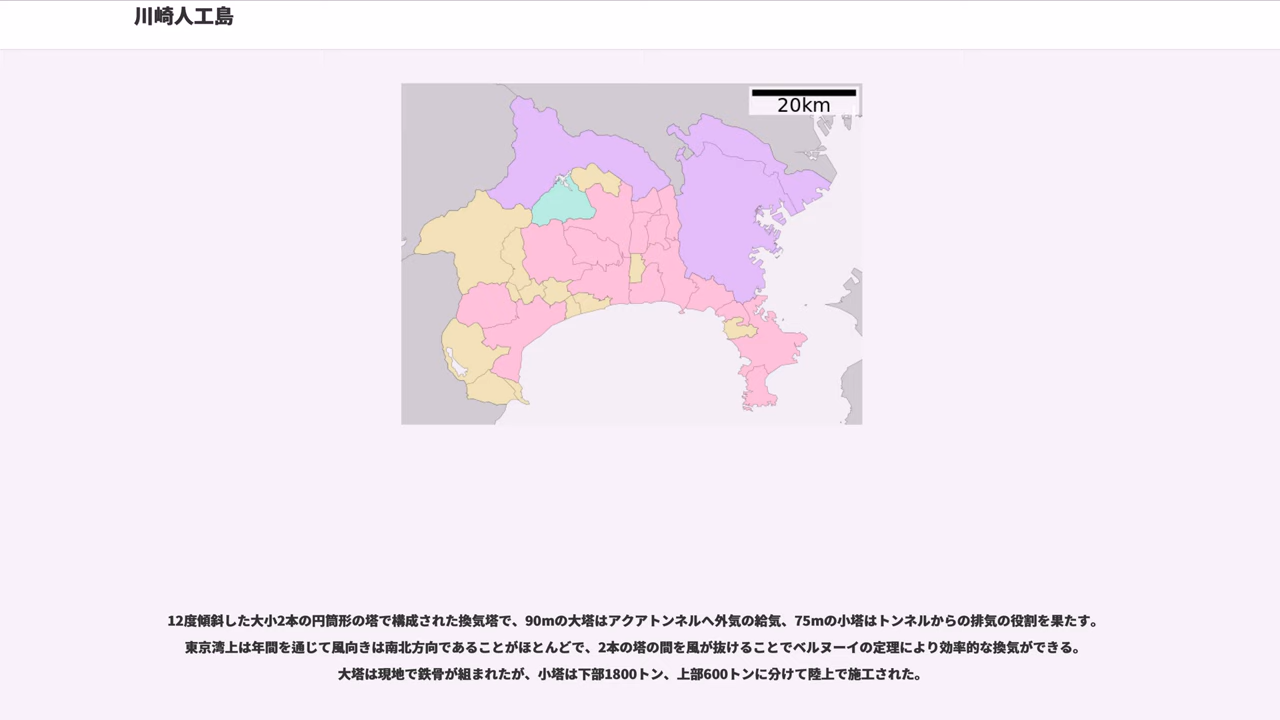 川崎人工島
20km
12度傾斜した大小2本の円筒形の塔で構成された換気塔で、90mの大塔はアクアトンネルへ外気の給気、75mの小塔はトンネルからの排気の役割を果たす。
東京湾上は年間を通じて風向きは南北方向であることがほとんどで、2本の塔の間を風が抜けることでベルヌーイの定理により効率的な換気ができる。
大塔は現地で鉄骨が組まれたが、小塔は下部1800トン、上部600トンに分けて陸上で施工された。